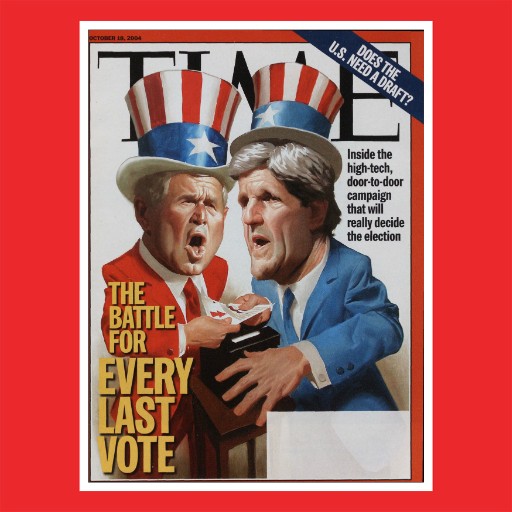 OCTOBER 18, 2004
TIME
DOES THE
U.S. NEED A DRAFT?
Inside the
high-tech,
door-to-door
campaign
that will
really decide
the election
THE
BATTLE
FOR
EVERY
LAST
VOTE